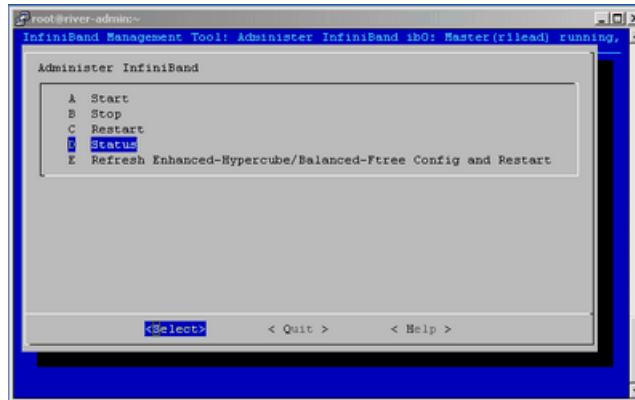 root@river-admin:~
InfiniBand Management Tool: Administer InfiniBand ib0: Master(r1lead) running,
Administer InfiniBand
A Start
B Stop
C Restart
D Status
E Refresh Enhanced-Hypercube/Balanced-Ftree Config and Restart
<Select> < Quit > < Help >